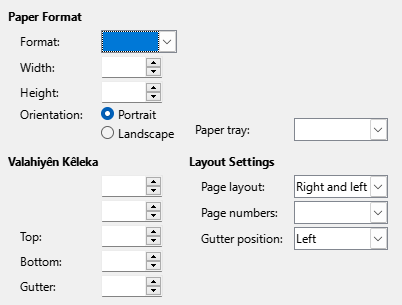 Paper Format
Format:
Width:
Height:
Orientation: Portrait
Landscape
Paper tray:
Valahiyên Kêleka
Top:
Bottom:
Gutter:
Layout Settings
Page layout: Right and left
Page numbers:
Gutter position: Left